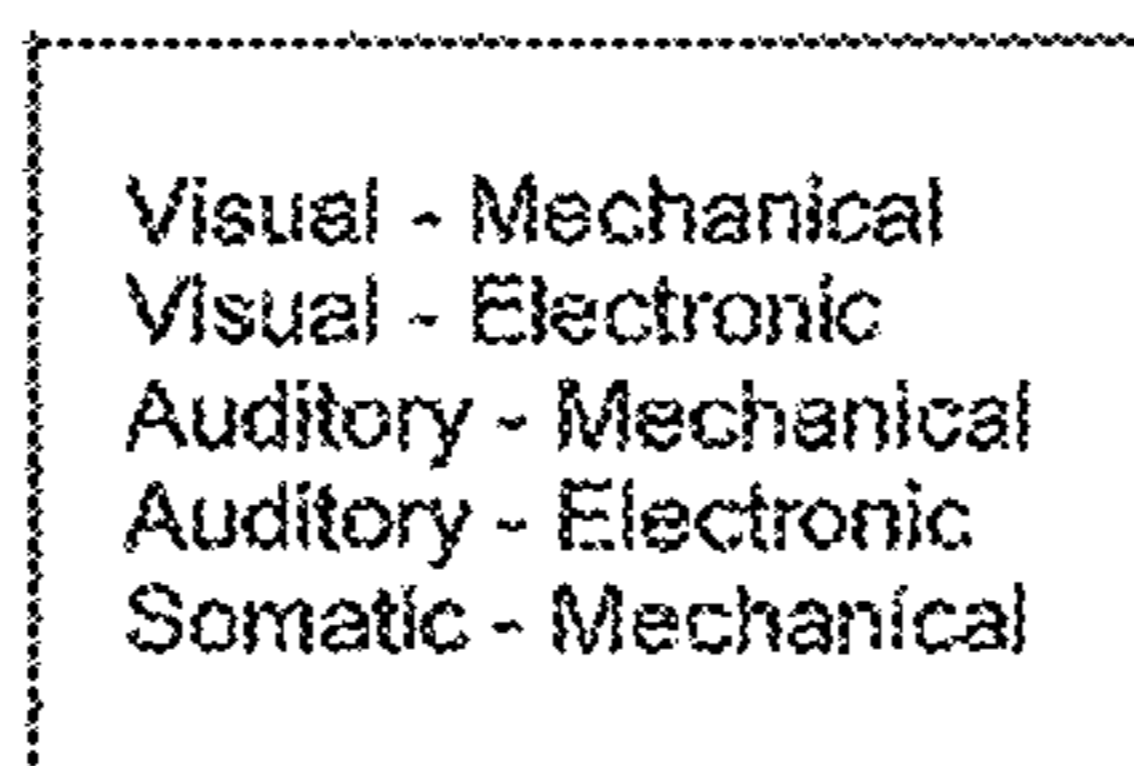 Visual - Mechanical
Visual - Electronic
Auditory - Mechanical
Auditory - Electronic
Somatic - Mechanical